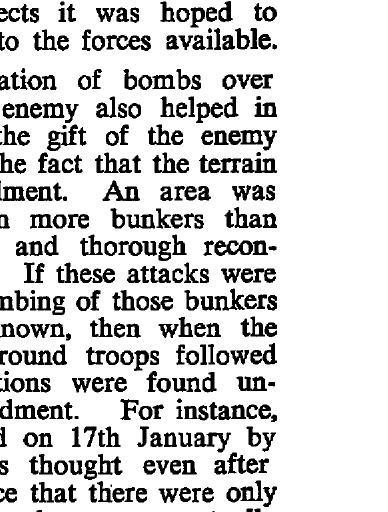 ects it was hoped to
to the forces available.
ation of bombs over
enemy also helped in
the gift of the enemy
he fact that the terrain
lment. An area was
n more bunkers than
and thorough recon-
If these attacks were
mbing of those bunkers
nown, then when the
round troops followed
tions were found un-
dment. For instance,
d on 17th January by
s thought even after
ce that there were only